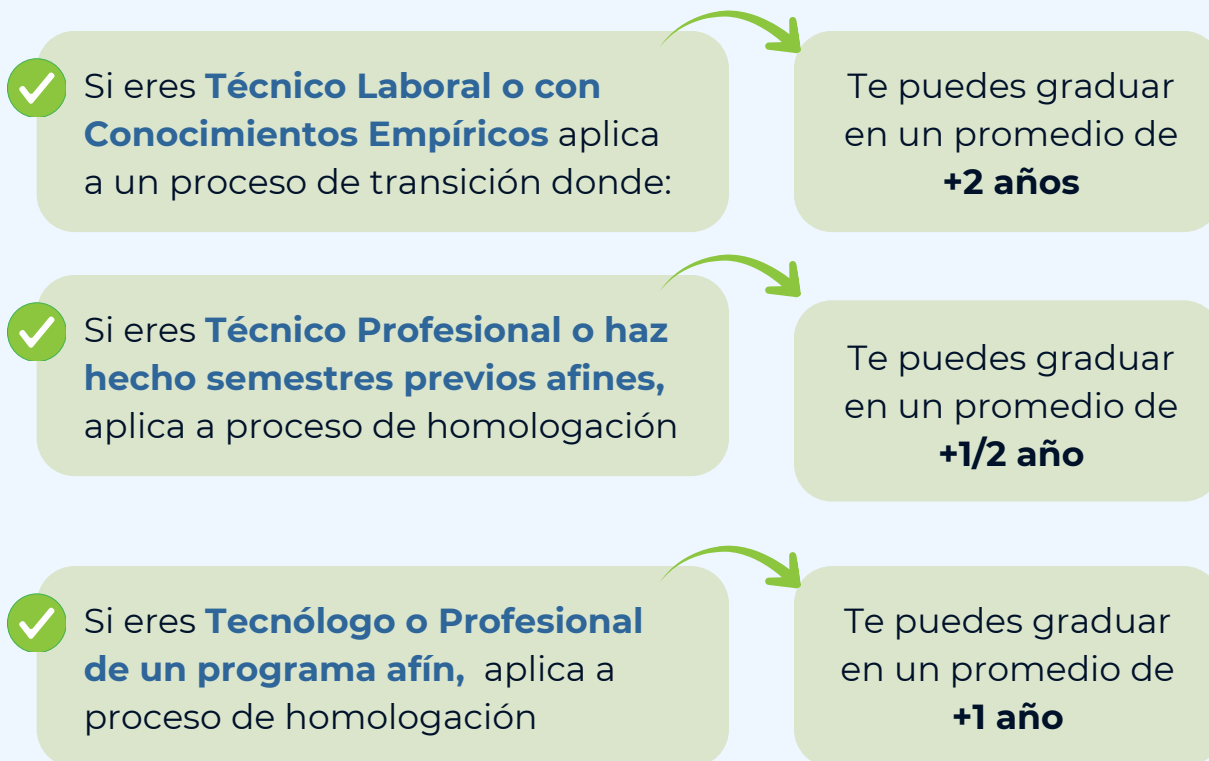 Si eres Técnico Laboral o con
Conocimientos Empíricos aplica
a un proceso de transición donde:
Te puedes graduar
en un promedio de
+2 años
Si eres Técnico Profesional o haz
hecho semestres previos afines,
aplica a proceso de homologación
Te puedes graduar
en un promedio de
+1/2 año
Si eres Tecnólogo o Profesional
de un programa afín, aplica a
proceso de homologación
Te puedes graduar
en un promedio de
+1 año